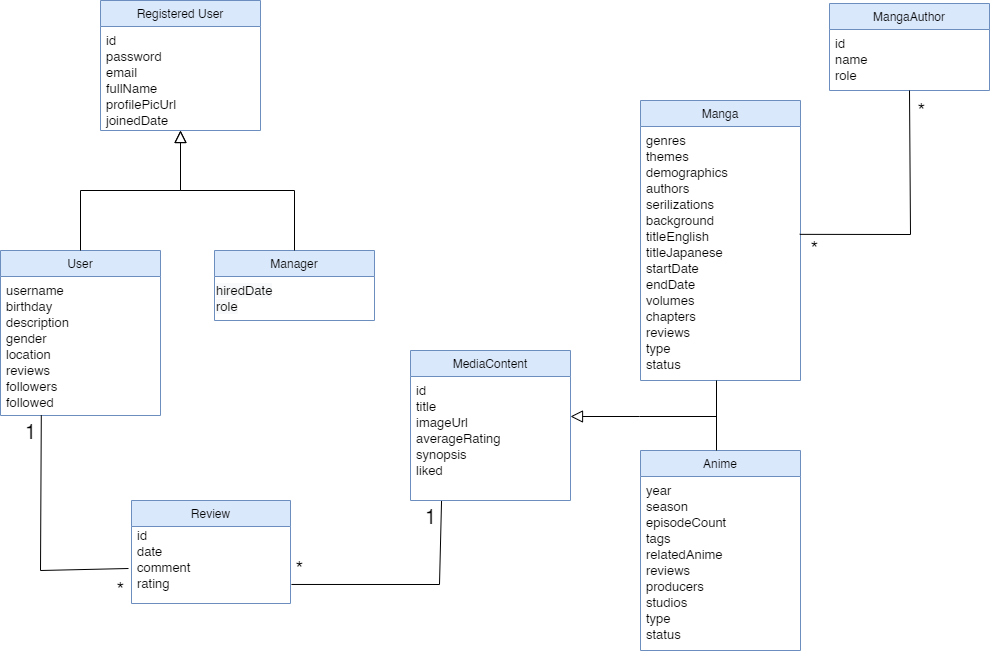 Registered User
id
password
email
fullName
profilePicUrl
joinedDate
MangaAuthor
id
name
role
*
Manga
genres
themes
demographics
authors
serilizations
background
titleEnglish
titleJapanese
startDate
endDate
volumes
chapters
reviews
type
status
*
User
username
birthday
description
gender
location
reviews
followers
followed
1
Manager
hiredDate
role
MediaContent
id
title
imageUrl
averageRating
synopsis
liked
1
Review
id
date
comment
rating
*
*
Anime
year
season
episodeCount
tags
relatedAnime
reviews
producers
studios
type
status